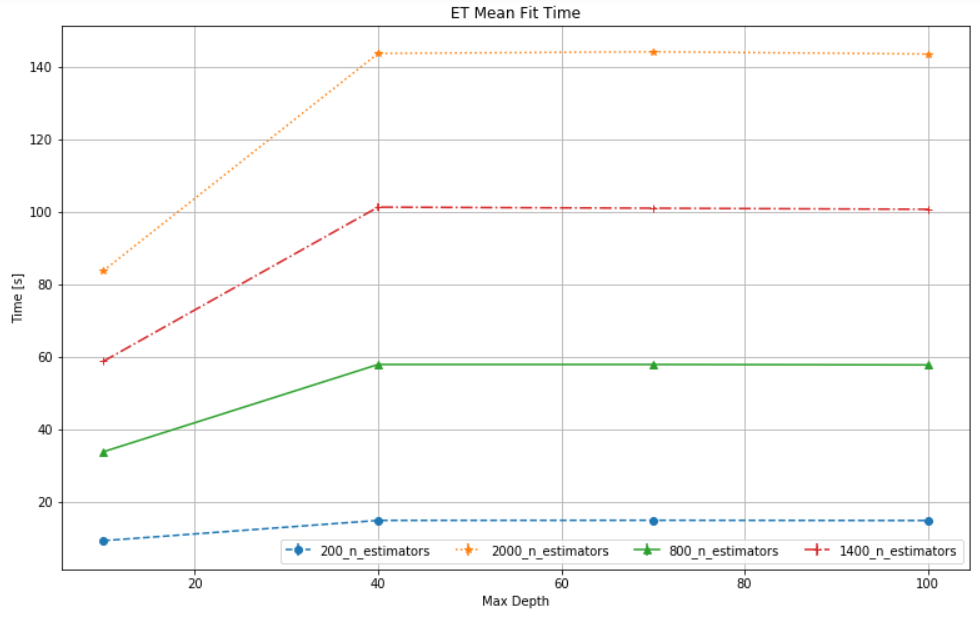 ET Mean Fit Time
140
120
100
80
60
40
20
Time [s]
200_n_estimators 2000_n_estimators 800_n_estimators 1400_n_estimators
20 40 60 80 100
Max Depth